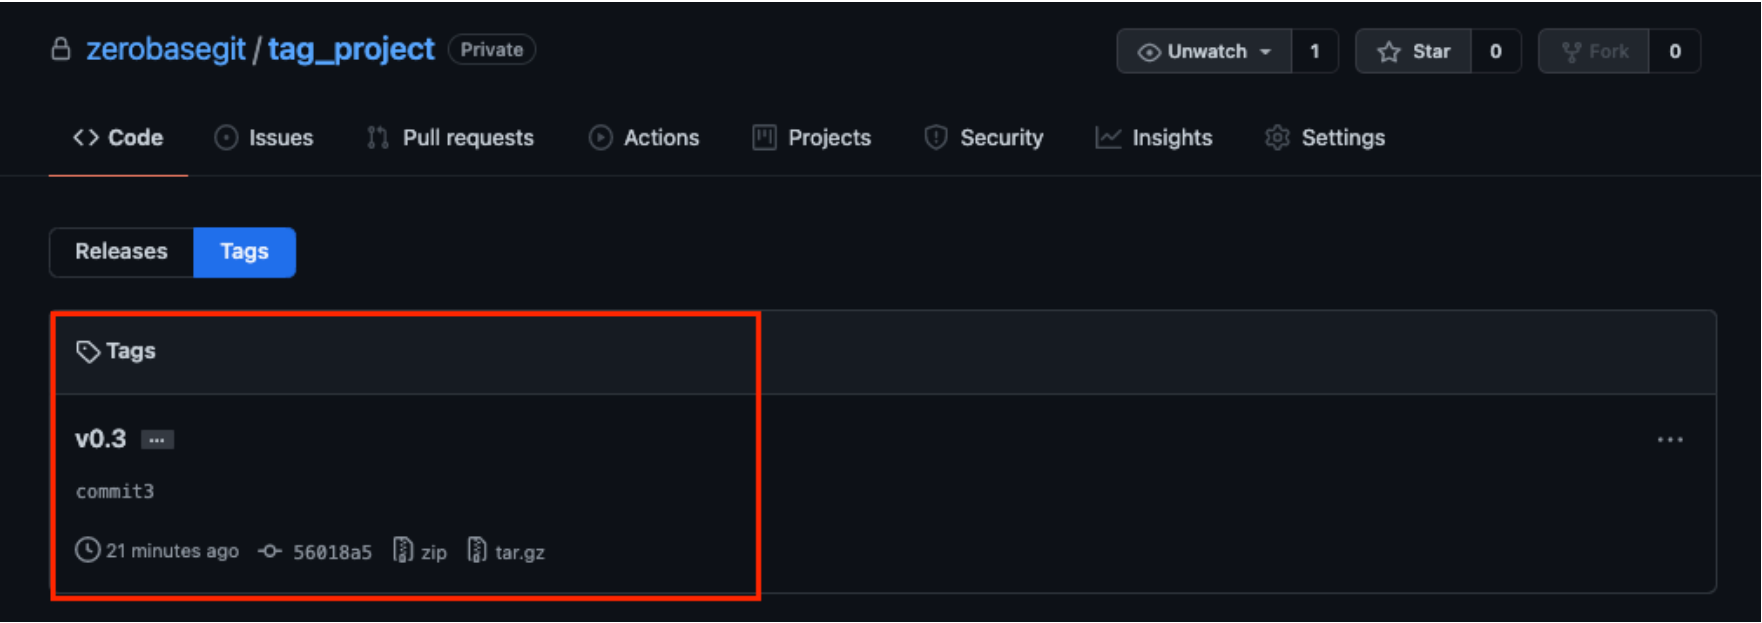 zerobasegit / tag_project Private Unwatch 1 Star 0 Fork 0
<> Code Issues Pull requests Actions Projects Security Insights Settings
Releases Tags
Tags
v0.3 ...
commit3
21 minutes ago 56018a5 zip tar.gz